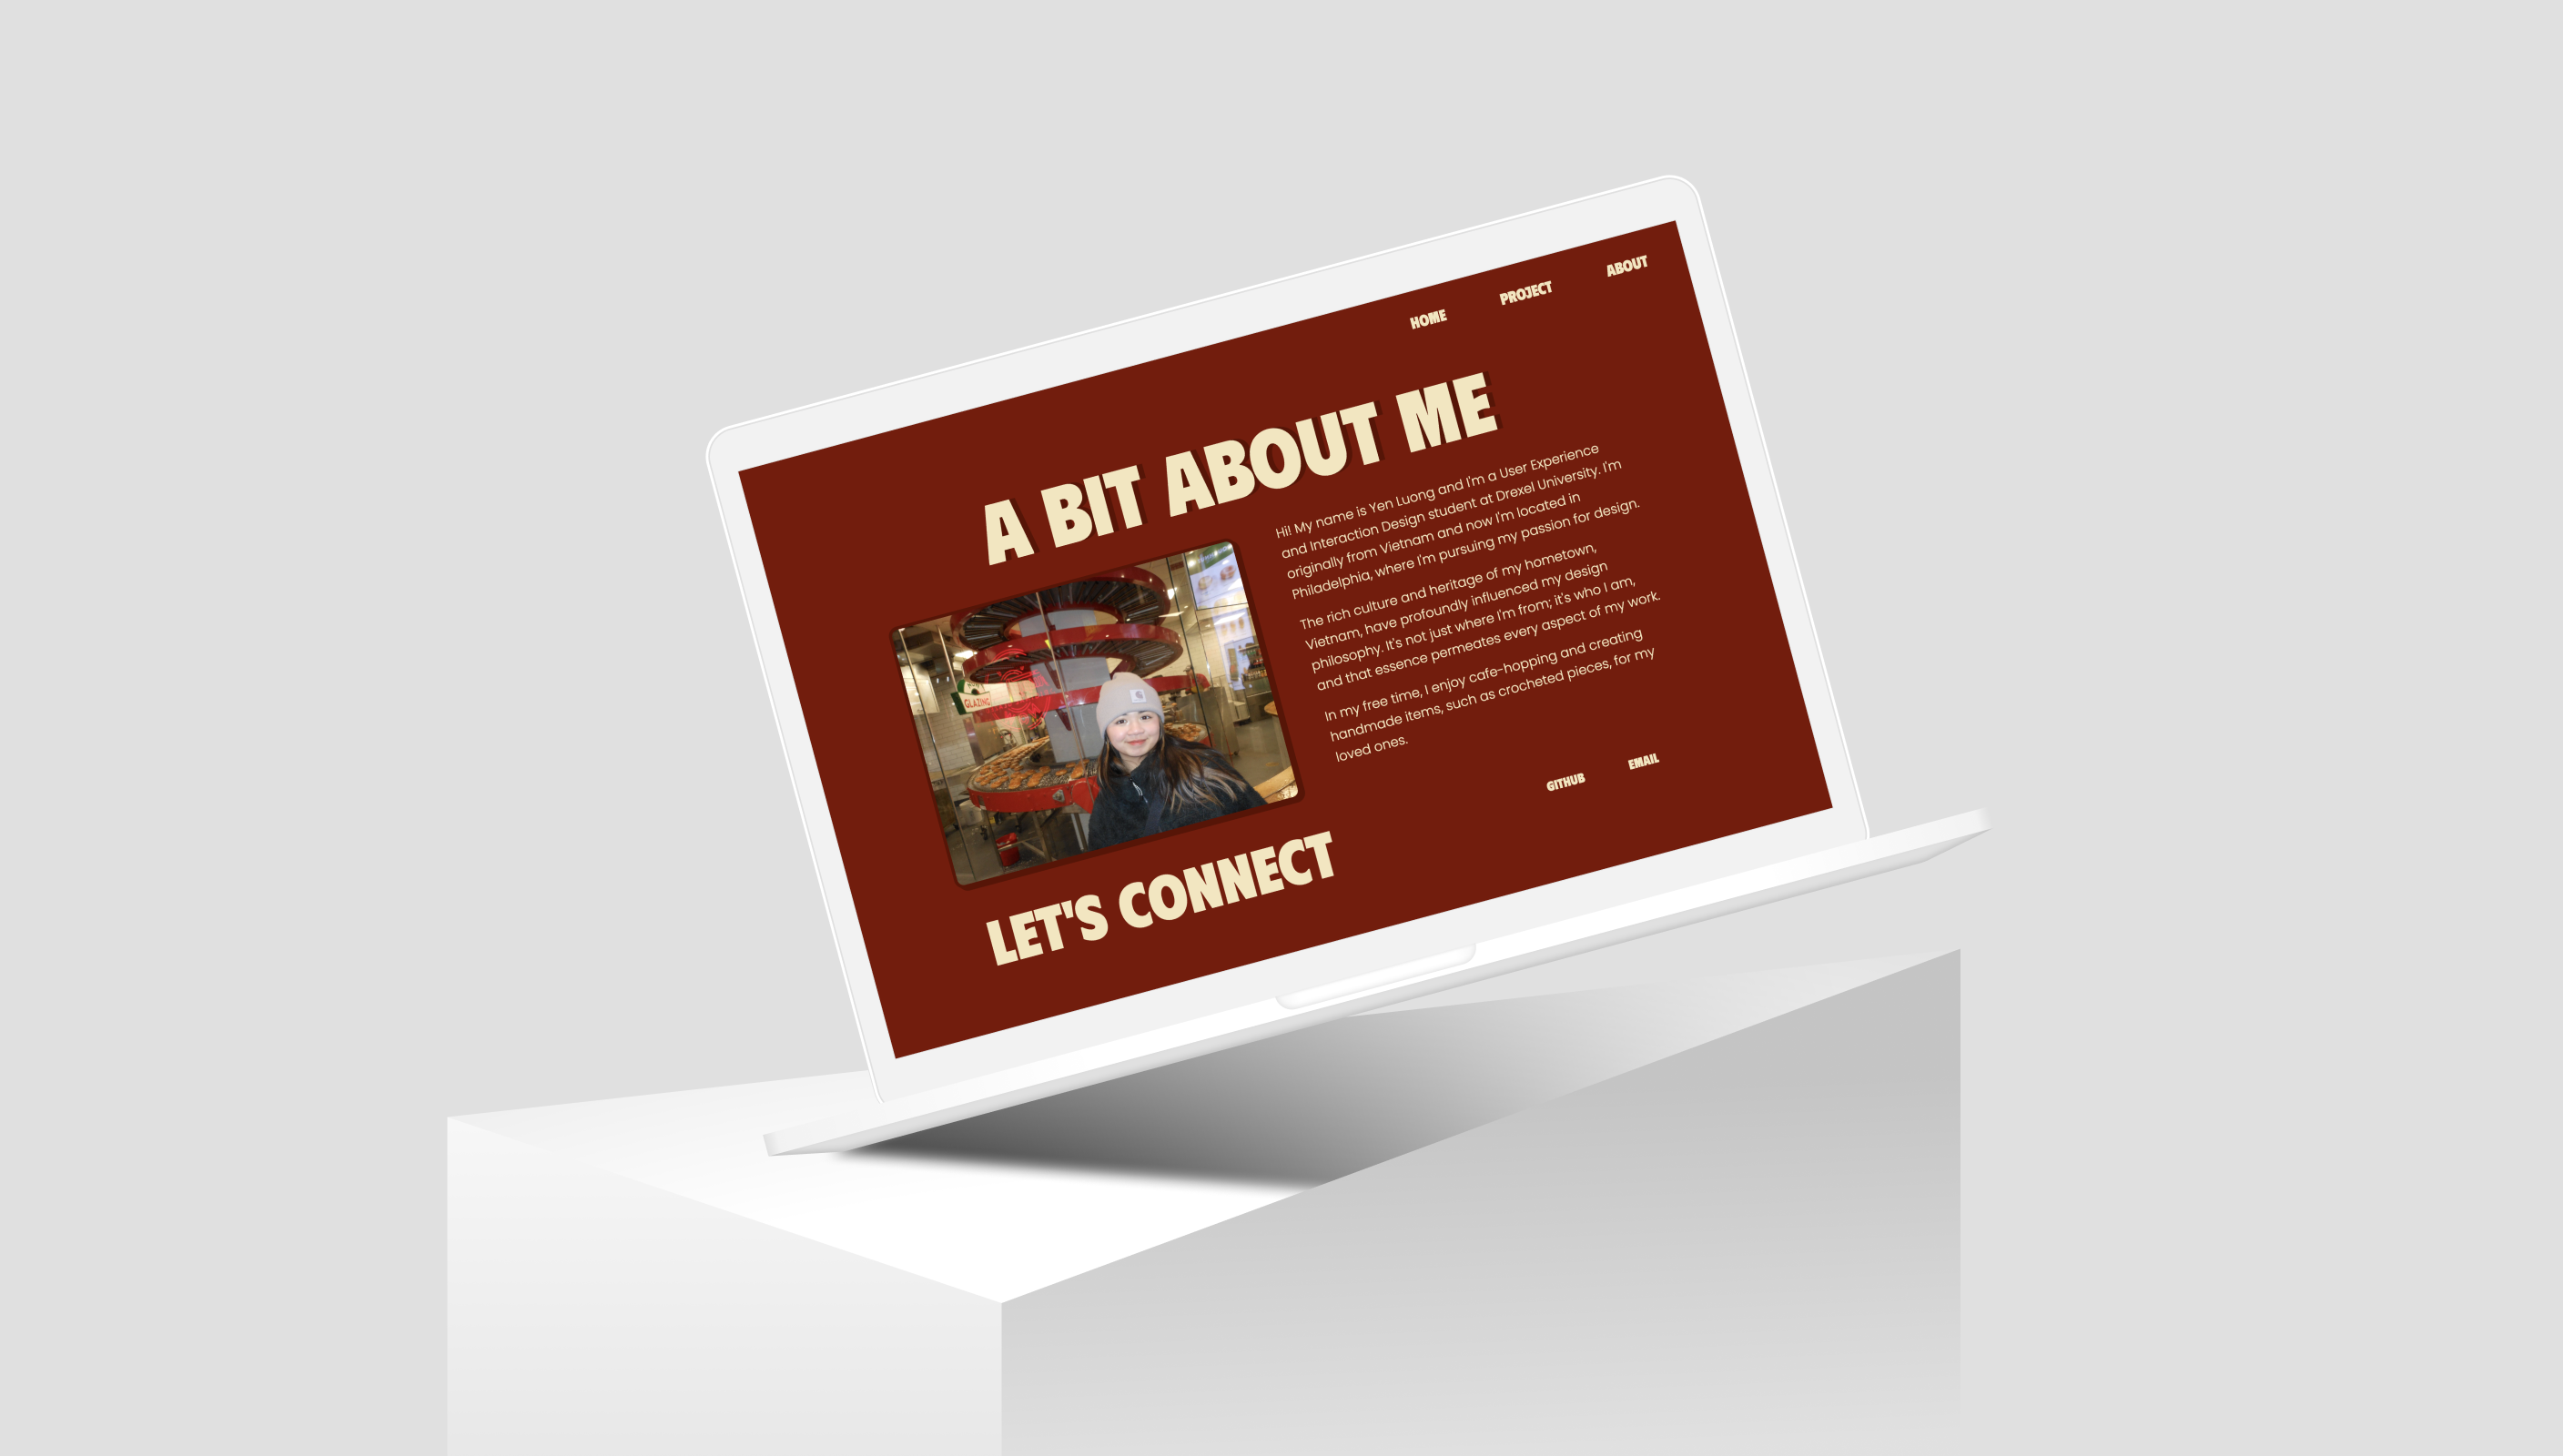 HOME PROJECT ABOUT
A BIT ABOUT ME
Hi! My name is Yen Luong and I'm a User Experience
and Interaction Design student at Drexel University. I'm
originally from Vietnam and now I'm located in
Philadelphia, where I'm pursuing my passion for design.
The rich culture and heritage of my hometown,
Vietnam, have profoundly influenced my design
philosophy. It's not just where I'm from; it's who I am,
and that essence permeates every aspect of my work.
In my free time, I enjoy cafe-hopping and creating
handmade items, such as crocheted pieces, for my
loved ones.
GLAZING
LET'S CONNECT
GITHUB EMAIL